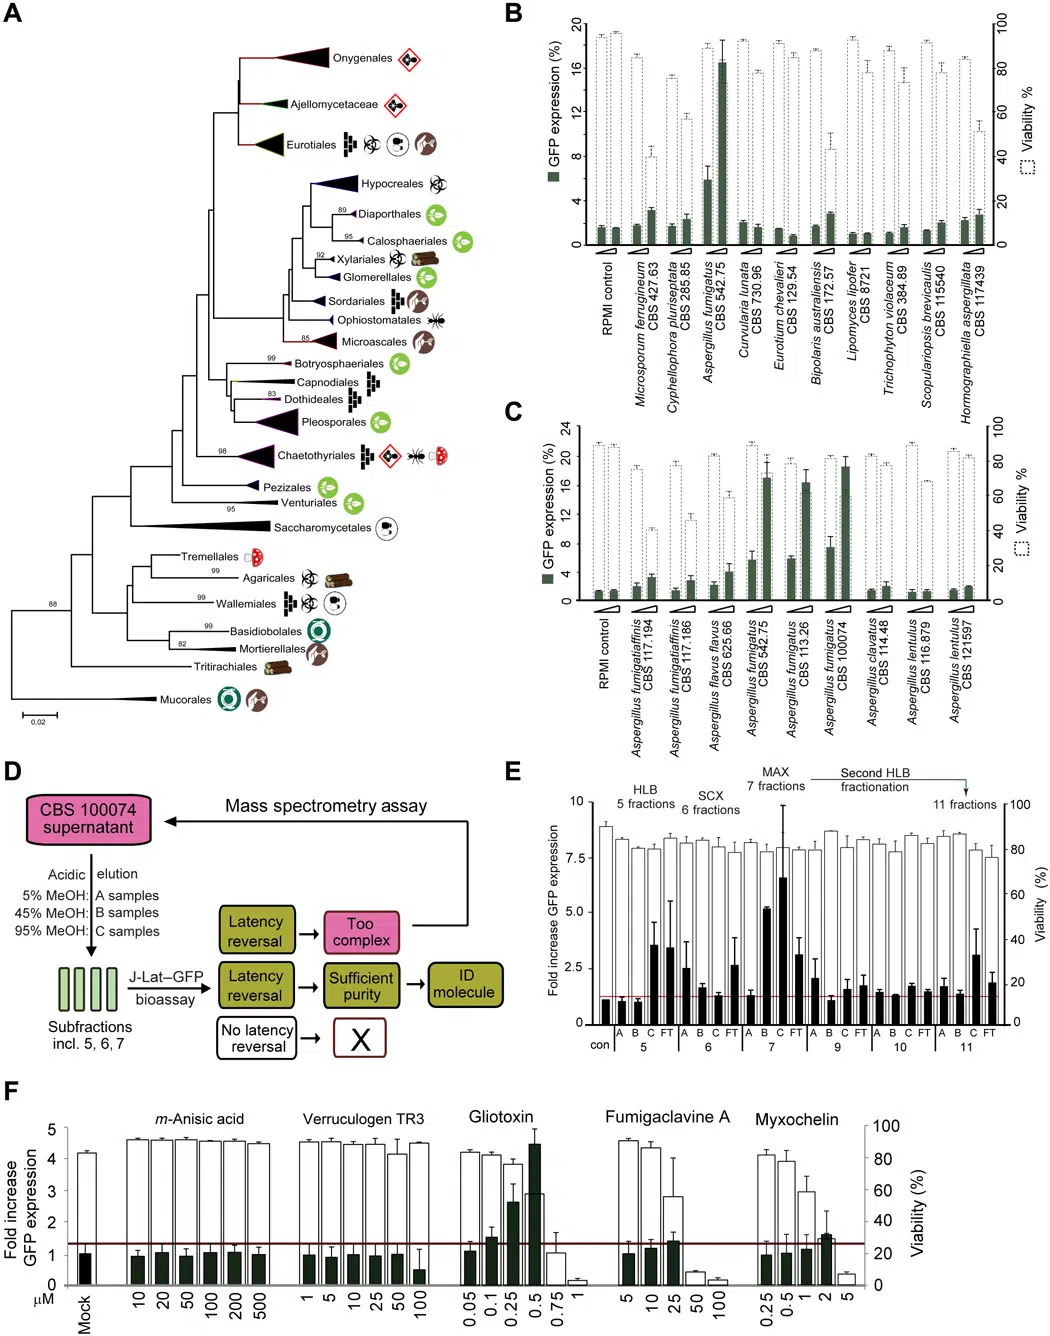 A
Onygenales
Ajellomycetaceae
Eurotiales
Hypocreales
89
Diaporthales
95
Calosphaeriales
92
Xylariales
Glomerellales
Sordariales
Ophiostomatales
85
Microascales
99
Botryosphaeriales
Capnodiales
83
Dothideales
Pleosporales
98
Chaetothyriales
Pezizales
Venturiales
95
Saccharomycetales
Tremellales
99
Agaricales
99
Wallemiales
88
99
Basidiobolales
82
Mortierellales
Tritirachiales
Mucorales
0.02
B
GFP expression (%)
20
16
12
8
4
0
100
80
60
40
20
0
Viability %
RPMI control
Microsporum ferrugineum
CBS 427.63
Cyphellophora pluriseptata
CBS 285.85
Aspergillus fumigatus
CBS 542.75
Curvularia lunata
CBS 730.96
Eurotium chevalieri
CBS 129.54
Bipolaris australiensis
CBS 172.57
Lipomyces lipofer
CBS 8721
Trichophyton violaceum
CBS 384.89
Scopulariopsis brevicaulis
CBS 115540
Hormographiella aspergillata
CBS 117439
C
GFP expression (%)
24
20
16
12
8
4
0
100
80
60
40
20
0
Viability %
RPMI control
Aspergillus fumigatiaffinis
CBS 117.194
Aspergillus fumigatiaffinis
CBS 117.186
Aspergillus flavus flavus
CBS 625.66
Aspergillus fumigatus
CBS 542.75
Aspergillus fumigatus
CBS 113.26
Aspergillus fumigatus
CBS 100074
Aspergillus clavatus
CBS 114.48
Aspergillus lentulus
CBS 116.879
Aspergillus lentulus
CBS 121597
D
CBS 100074
supernatant
Mass spectrometry assay
Acidic elution
5% MeOH: A samples
45% MeOH: B samples
95% MeOH: C samples
Latency
reversal
Too
complex
J-Lat–GFP
bioassay
Latency
reversal
Sufficient
purity
ID
molecule
Subfractions
incl. 5, 6, 7
No latency
reversal
X
E
HLB
5 fractions
SCX
6 fractions
MAX
7 fractions
Second HLB
fractionation
11 fractions
Fold increase GFP expression
10
7.5
5.0
2.5
0
100
80
60
40
20
0
Viability (%)
A B C FT A B C FT A B C FT A B C FT A B C FT A B C FT
con 5 6 7 9 10 11
F
m-Anisic acid Verruculogen TR3 Gliotoxin Fumigaclavine A Myxochelin
Fold increase
GFP expression
5
4
3
2
1
0
100
80
60
40
20
0
Viability (%)
µM
Mock
10 20 50 100 200 500
1 5 10 25 50 100
0.05 0.1 0.25 0.5 0.75 1
5 10 25 50 100
0.25 0.5 1 2 5